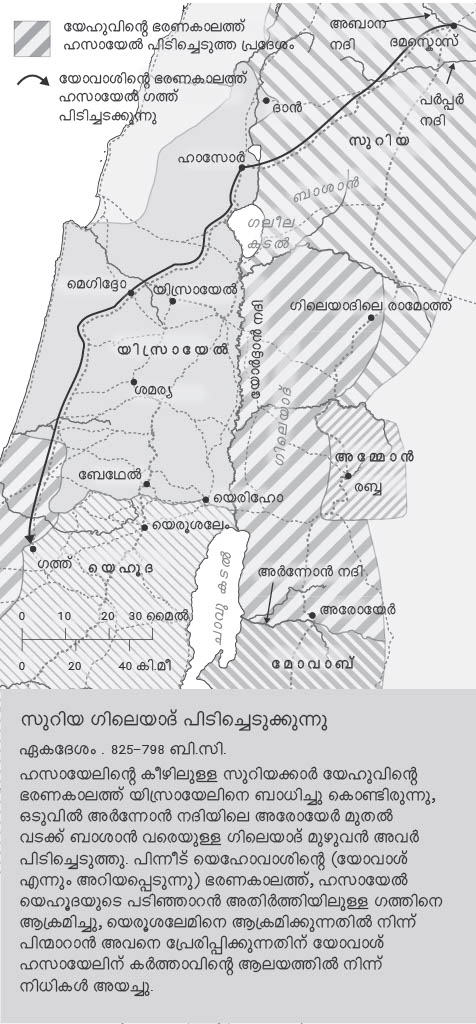 യേഹുവിന്റെ ഭരണകാലത്ത്
ഹസായേൽ പിടിച്ചെടുത്ത പ്രദേശം
യോവാശിന്റെ ഭരണകാലത്ത്
ഹസായേൽ ഗത്ത്
പിടിച്ചടക്കുന്നു
അബാന
നദി
ദമസ്കൊസ്
പർപ്പർ
നദി
ദാൻ
സുറിയ
ഹാസോർ
ബാശാൻ
ഗലീല
കടൽ
മെഗിദ്ദോ
യിസ്രായേൽ
ഗിലെയാദിലെ രാമോത്ത്
യോർദ്ദാൻ നദി
യിസ്രായേൽ
ശമര്യ
ഗിലെയാദ്
അമ്മോൻ
രബ്ബ
ബേഥേൽ
യെരിഹോ
യെരൂശലേം
ഗത്ത്
യെഹൂദ
ചാവു കടൽ
അർന്നോൻ നദി
അരോയേർ
മോവാബ്
0 10 20 30 മൈൽ
0 20 40 കി.മീ
സുറിയ ഗിലെയാദ് പിടിച്ചെടുക്കുന്നു
ഏകദേശം . 825–798 ബി.സി.
ഹസായേലിന്റെ കീഴിലുള്ള സുറിയക്കാർ യേഹുവിന്റെ
ഭരണകാലത്ത് യിസ്രായേലിനെ ബാധിച്ചു കൊണ്ടിരുന്നു,
ഒടുവിൽ അർന്നോൻ നദിയിലെ അരോയേർ മുതൽ
വടക്ക് ബാശാൻ വരെയുള്ള ഗിലെയാദ് മുഴുവൻ അവർ
പിടിച്ചെടുത്തു. പിന്നീട് യെഹോവാശിന്റെ (യോവാശ്
എന്നും അറിയപ്പെടുന്നു) ഭരണകാലത്ത്, ഹസായേൽ
യെഹൂദയുടെ പടിഞ്ഞാറൻ അതിർത്തിയിലുള്ള ഗത്തിനെ
ആക്രമിച്ചു, യെരൂശലേമിനെ ആക്രമിക്കുന്നതിൽ നിന്ന്
പിന്മാറാൻ അവനെ പ്രേരിപ്പിക്കുന്നതിന് യോവാശ്
ഹസായേലിന് കർത്താവിന്റെ ആലയത്തിൽ നിന്ന്
നിധികൾ അയച്ചു.